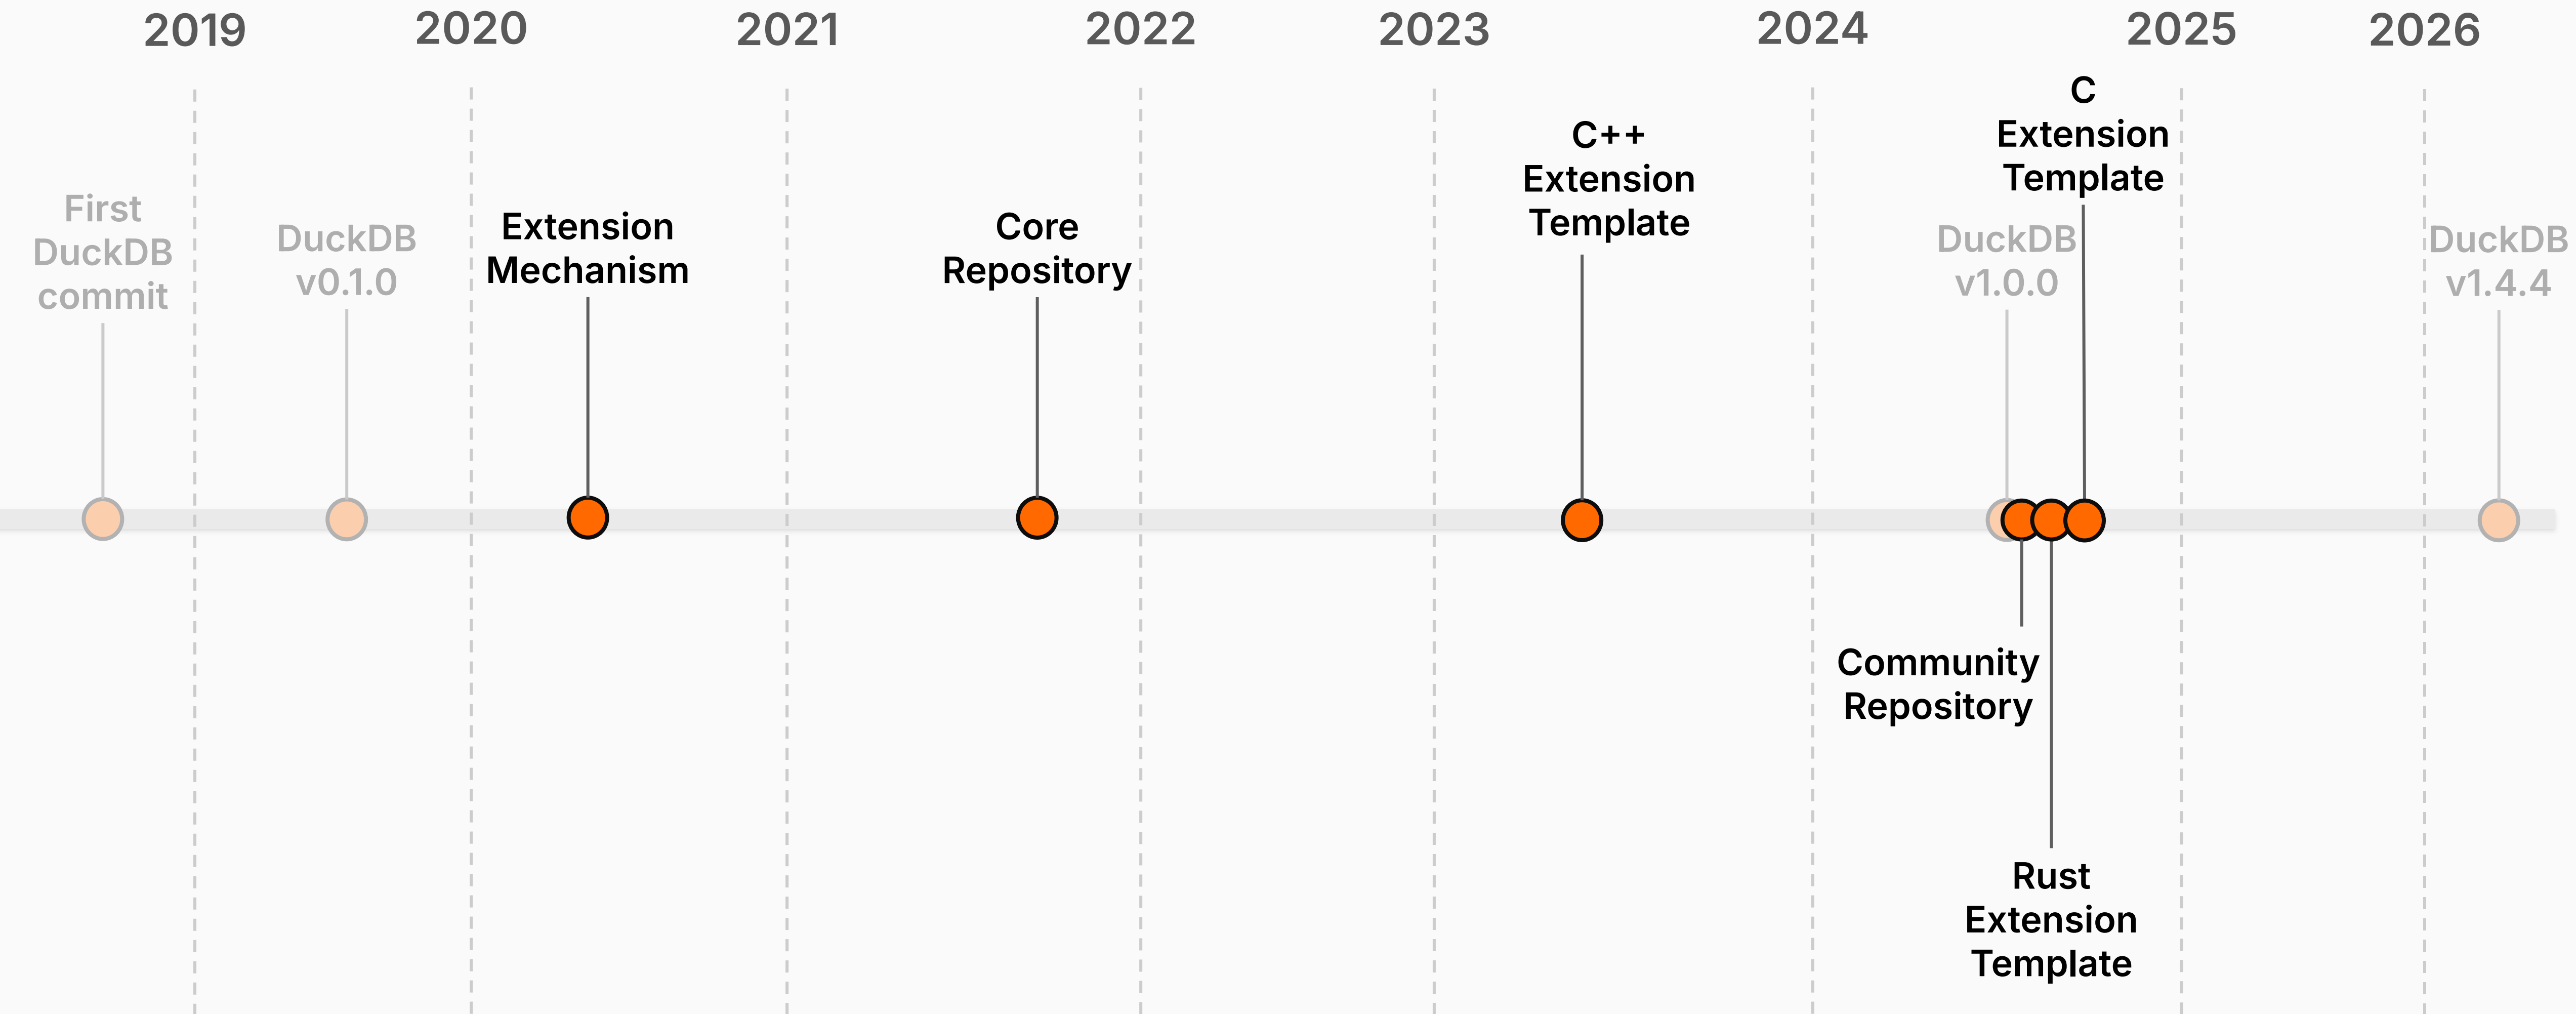 2019
2020
2021
2022
2023
2024
2025
2026
First
DuckDB
commit
DuckDB
v0.1.0
Extension
Mechanism
Core
Repository
C++
Extension
Template
DuckDB
v1.0.0
C
Extension
Template
DuckDB
v1.4.4
Community
Repository
Rust
Extension
Template